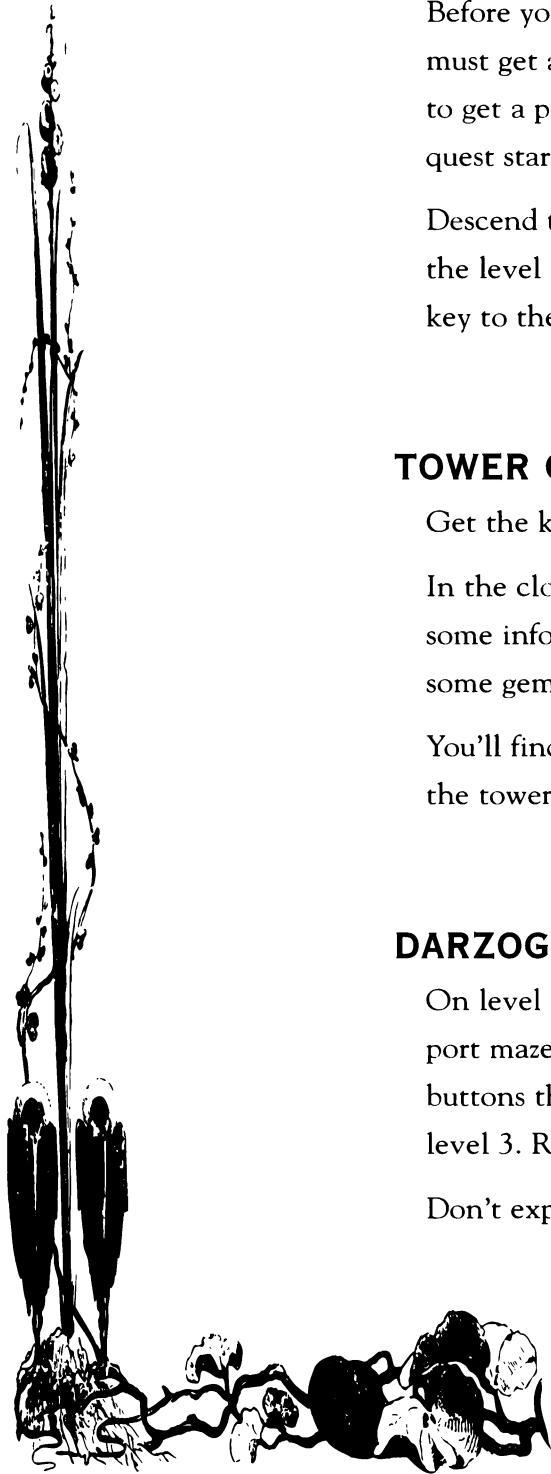 Before yo
must get a
to get a p
quest star
Descend t
the level
key to the
TOWER
Get the k
In the clo
some info
some gem
You'll find
the tower
DARZOG
On level
port maze
buttons th
level 3. R
Don't exp